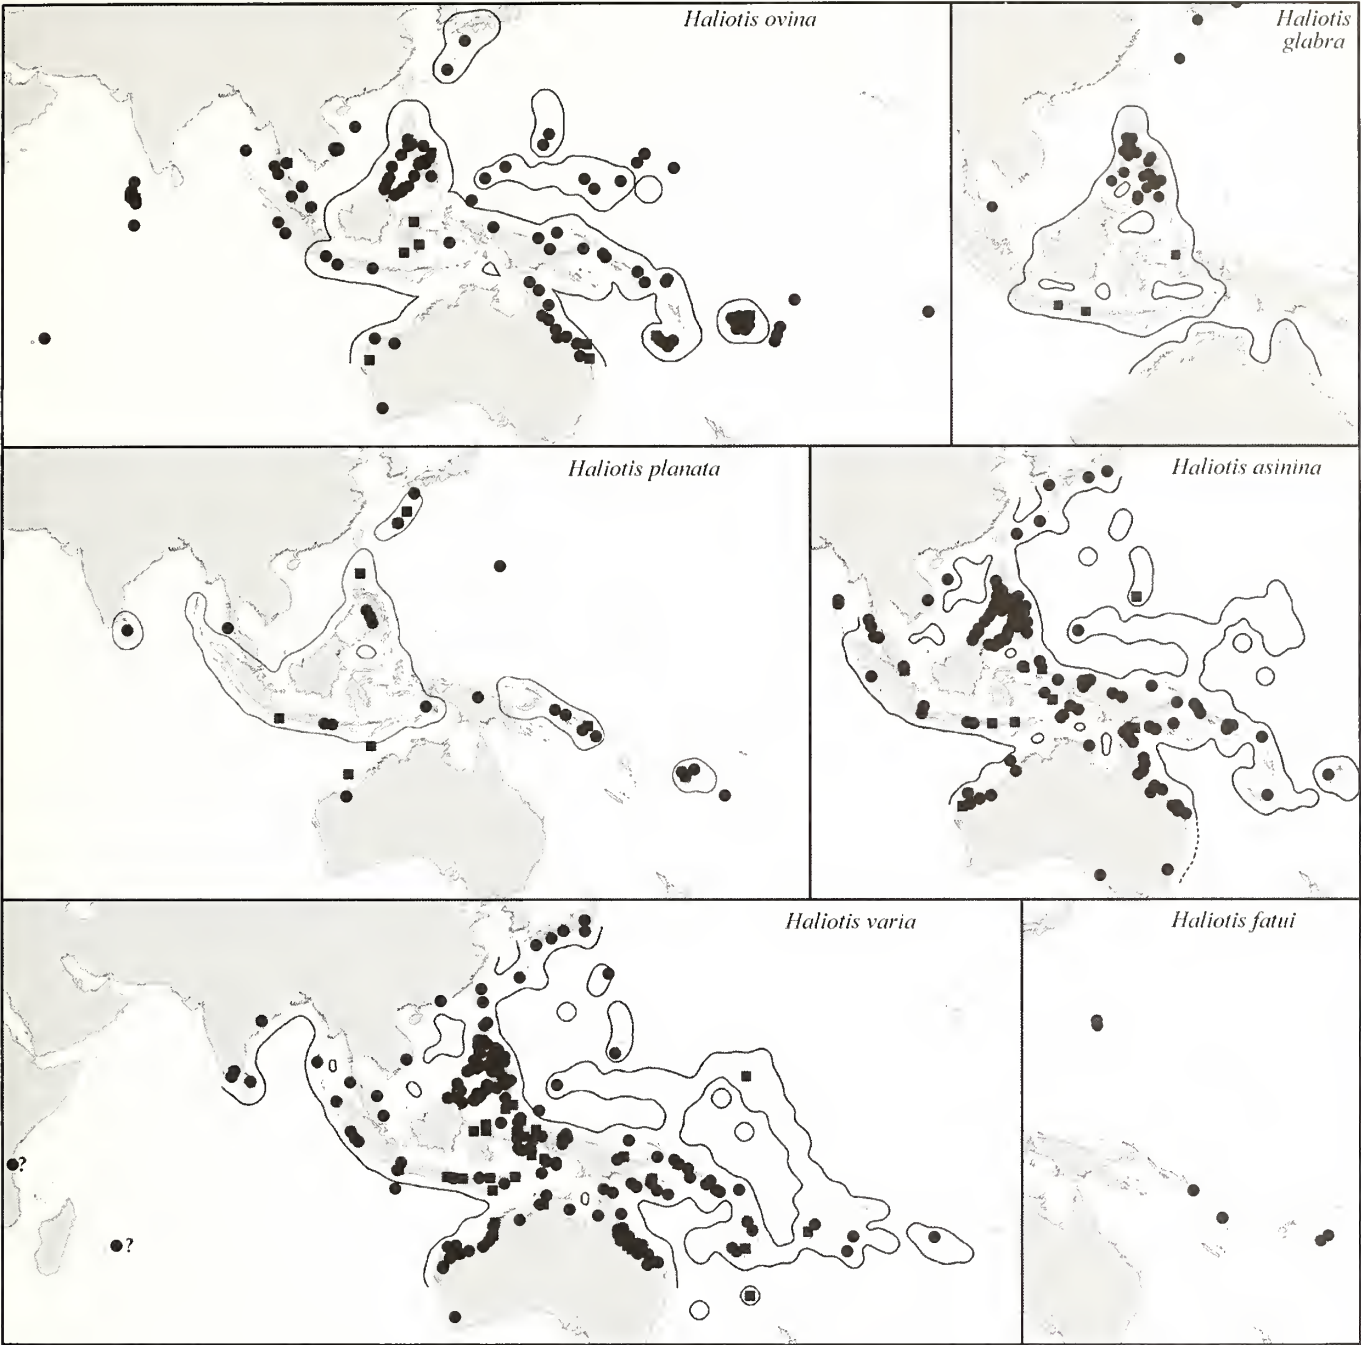 Haliotis ovina
Haliotis
glabra
Haliotis planata
Haliotis asinina
Haliotis varia
Haliotis fatui
?
?